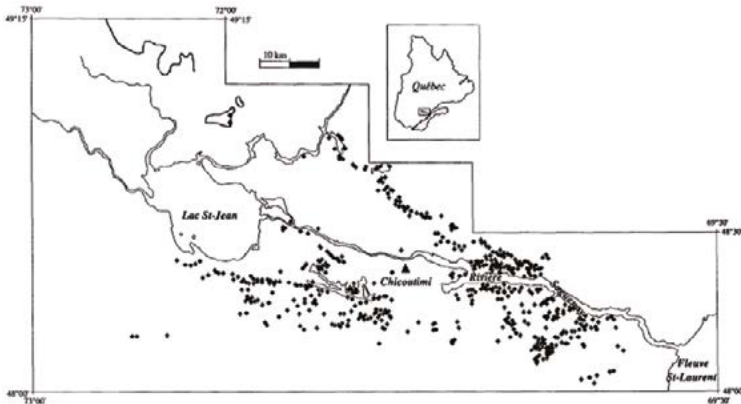 73°00'
72°00'
49°15'
49°15'
10 km
Québec
Lac St-Jean
69°30'
48°30'
Chicoutimi
Rivière
Fleuve
St-Laurent
48°00'
48°00'
73°00'
69°30'